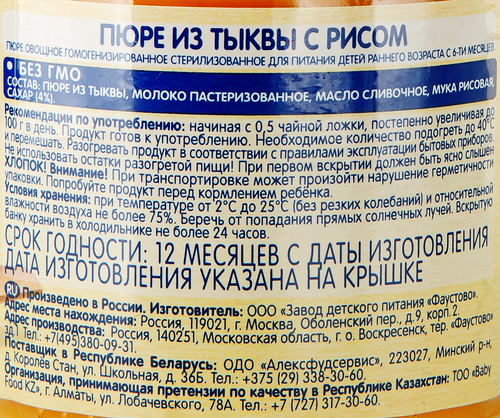 ПЮРЕ ИЗ ТЫКВЫ С РИСОМ
ПЮРЕ ОВОЩНОЕ ГОМОГЕНИЗИРОВАННОЕ СТЕРИЛИЗОВАННОЕ ДЛЯ ПИТАНИЯ ДЕТЕЙ РАННЕГО ВОЗРАСТА С 6-ТИ МЕСЯЦЕВ
• БЕЗ ГМО
СОСТАВ: ПЮРЕ ИЗ ТЫКВЫ, МОЛОКО ПАСТЕРИЗОВАННОЕ, МАСЛО СЛИВОЧНОЕ, МУКА РИСОВАЯ,
САХАР (4%).
Рекомендации по употреблению: начиная с 0,5 чайной ложки, постепенно увеличивая до
100 г в день. Продукт готов к употреблению. Необходимое количество подогреть до 40°С
и перемешать. Разогревать продукт в соответствии с правилами эксплуатации бытовых приборов.
Не использовать остатки разогретой пищи! При первом вскрытии должен быть ясно слышен
ХЛОПОК! Внимание! При транспортировке может произойти нарушение герметичности
упаковки. Попробуйте продукт перед кормлением ребёнка.
Условия хранения: при температуре от 2°С до 25°С (без резких колебаний) и относительной
влажности воздуха не более 75%. Беречь от попадания прямых солнечных лучей. Вскрытую
банку хранить в холодильнике не более 24 часов.
СРОК ГОДНОСТИ: 12 МЕСЯЦЕВ С ДАТЫ ИЗГОТОВЛЕНИЯ
ДАТА ИЗГОТОВЛЕНИЯ УКАЗАНА НА КРЫШКЕ
RU Произведено в России. Изготовитель: ООО «Завод детского питания «Фаустово».
Адрес места нахождения: Россия, 119021, г. Москва, Оболенский пер., д.9, корп.2.
Адрес производства: Россия, 140251, Московская область, г. о. Воскресенск, тер. «Фаустово»
зд.1 Тел.: +7(495)380-09-31.
Поставщик в Республике Беларусь: ОДО «Алексфудсервис», 223027, Минский р-н,
д. Королёв Стан, ул. Школьная, д. 36Б. Тел.: +375 (29) 338-30-60.
Организация, принимающая претензии по качеству в Республике Казахстан: ТОО «Baby
Food KZ», г. Алматы, ул. Лобачевского, 78А. Тел.: +7 (727) 317-30-60.